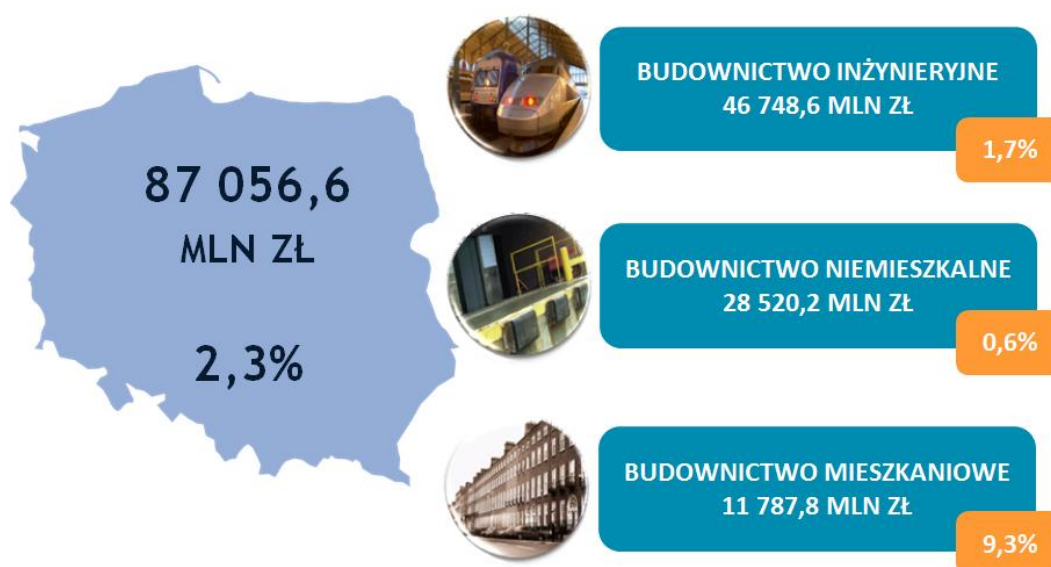 87 056,6
MLN ZŁ
2,3%
BUDOWNICTWO INŻYNIERYJNE
46 748,6 MLN ZŁ
1,7%
BUDOWNICTWO NIEMIESZKALNE
28 520,2 MLN ZŁ
0,6%
BUDOWNICTWO MIESZKANIOWE
11 787,8 MLN ZŁ
9,3%